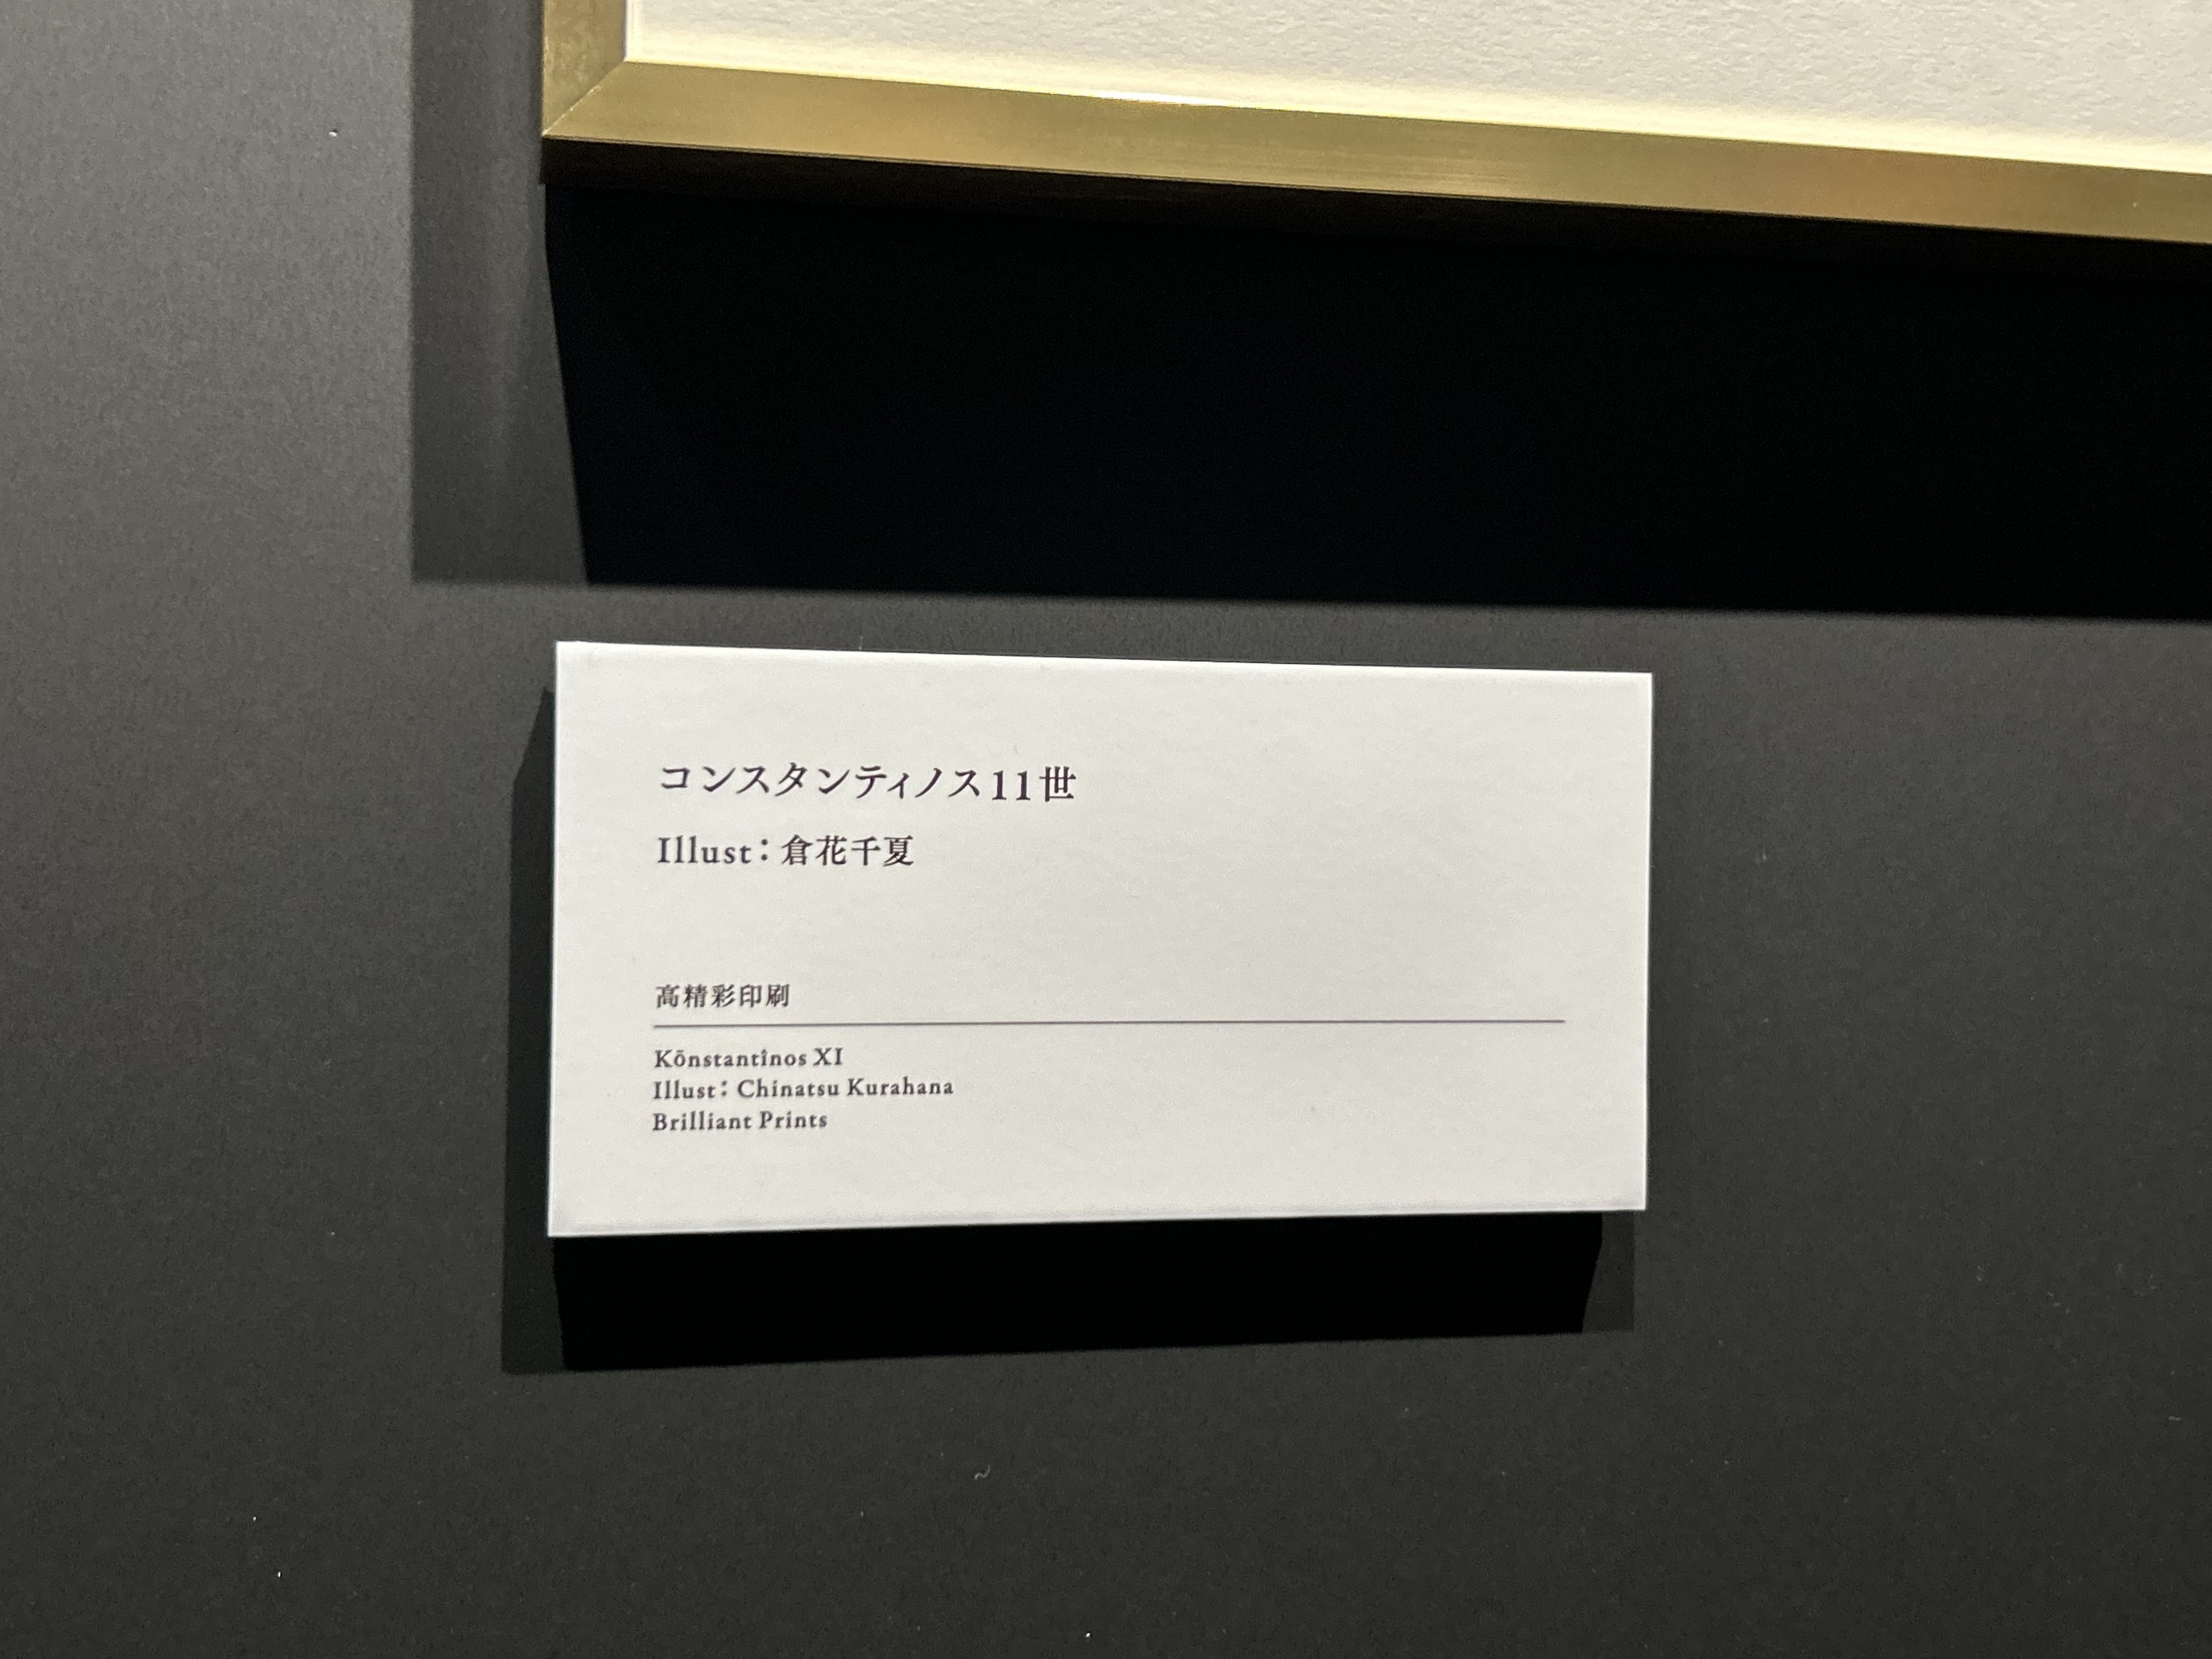 コンスタンティノス11世
Illust：倉花千夏
高精彩印刷
Kōnstantînos XI
Illust：Chinatsu Kurahana
Brilliant Prints